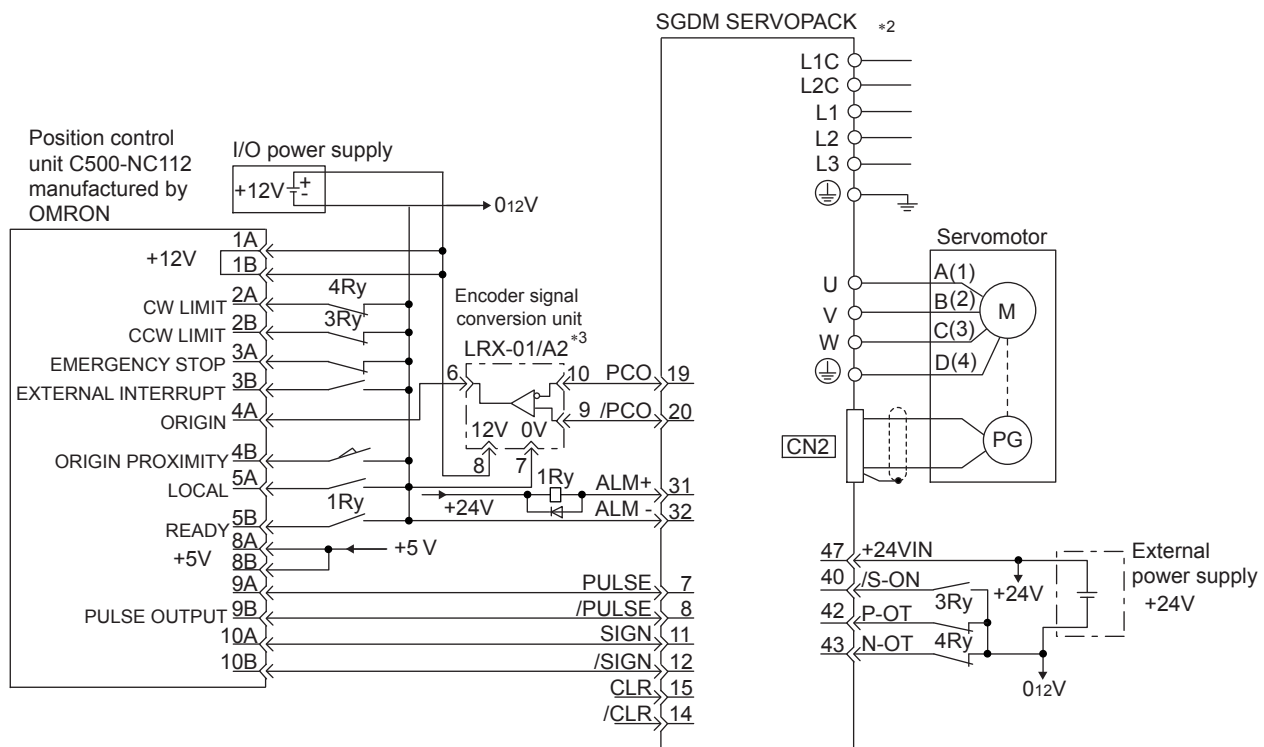 SGDM SERVOPACK *2
L1C
L2C
L1
L2
L3
Position control
unit C500-NC112
manufactured by
OMRON
I/O power supply
+12V + -
012V
1A
+12V
1B
CW LIMIT 2A 4Ry
CCW LIMIT 2B 3Ry
EMERGENCY STOP 3A
EXTERNAL INTERRUPT 3B
ORIGIN 4A
ORIGIN PROXIMITY 4B
LOCAL 5A
READY 5B 1Ry
8A
+5V +5 V
8B
9A
PULSE OUTPUT 9B
10A
10B
Encoder signal
conversion unit
LRX-01/A2 *3
6 10 PCO 19
9 /PCO 20
12V 0V
8 7
1Ry ALM+ 31
+24V ALM - 32
PULSE 7
/PULSE 8
SIGN 11
/SIGN 12
CLR 15
/CLR 14
Servomotor
U A(1)
V B(2)
W C(3)
D(4)
M
CN2
PG
47 +24VIN
40 /S-ON
3Ry
+24V
42 P-OT
43 N-OT 4Ry
012V
External
power supply
+24V